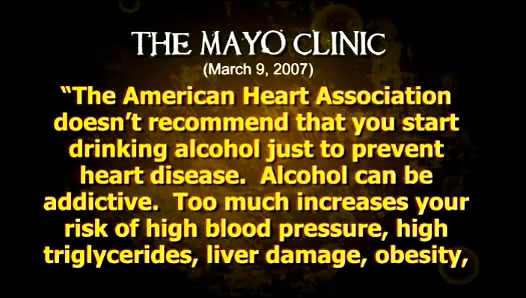 THE MAYO CLINIC
(March 9, 2007)
“The American Heart Association
doesn’t recommend that you start
drinking alcohol just to prevent
heart disease.  Alcohol can be
addictive.  Too much increases your
risk of high blood pressure, high
triglycerides, liver damage, obesity,